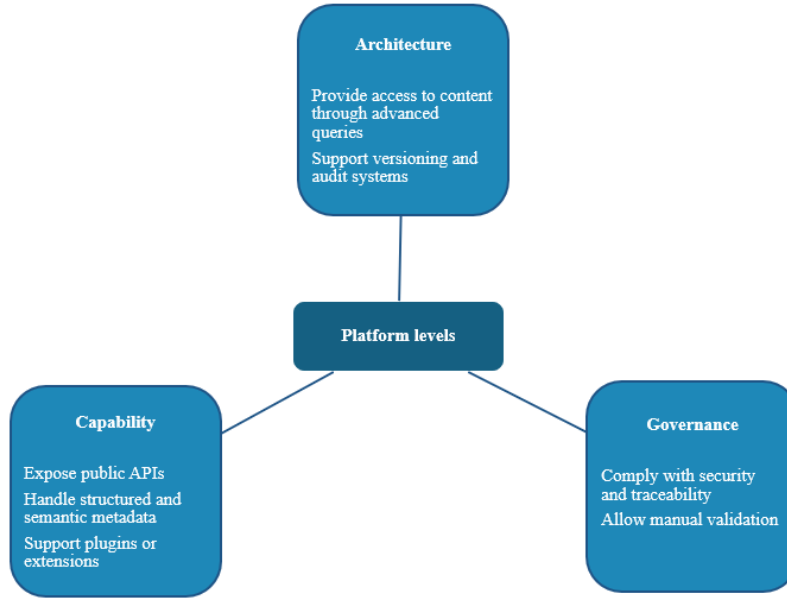 Architecture
Provide access to content
through advanced
queries
Support versioning and
audit systems
Platform levels
Capability
Expose public APIs
Handle structured and
semantic metadata
Support plugins or
extensions
Governance
Comply with security
and traceability
Allow manual validation